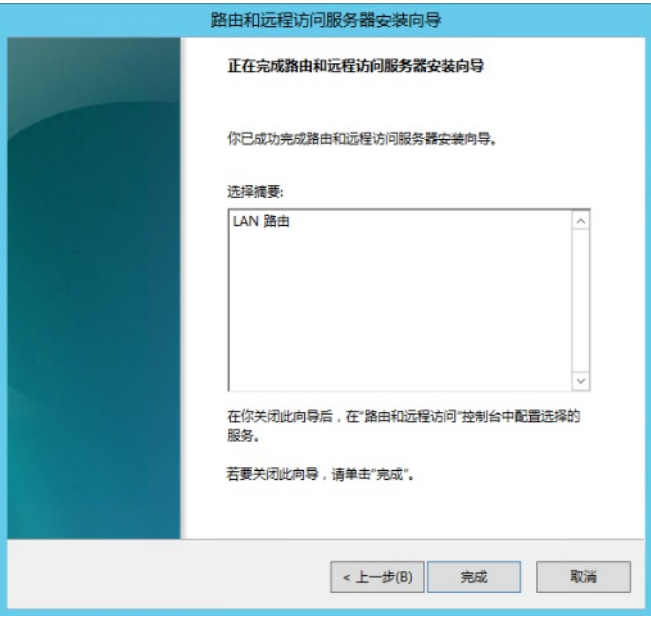 路由和远程访问服务器安装向导
正在完成路由和远程访问服务器安装向导
你已成功完成路由和远程访问服务器安装向导。
选择摘要:
LAN 路由
在你关闭此向导后，在"路由和远程访问"控制台中配置选择的
服务。
若要关闭此向导，请单击"完成"。
< 上一步(B)
完成
取消